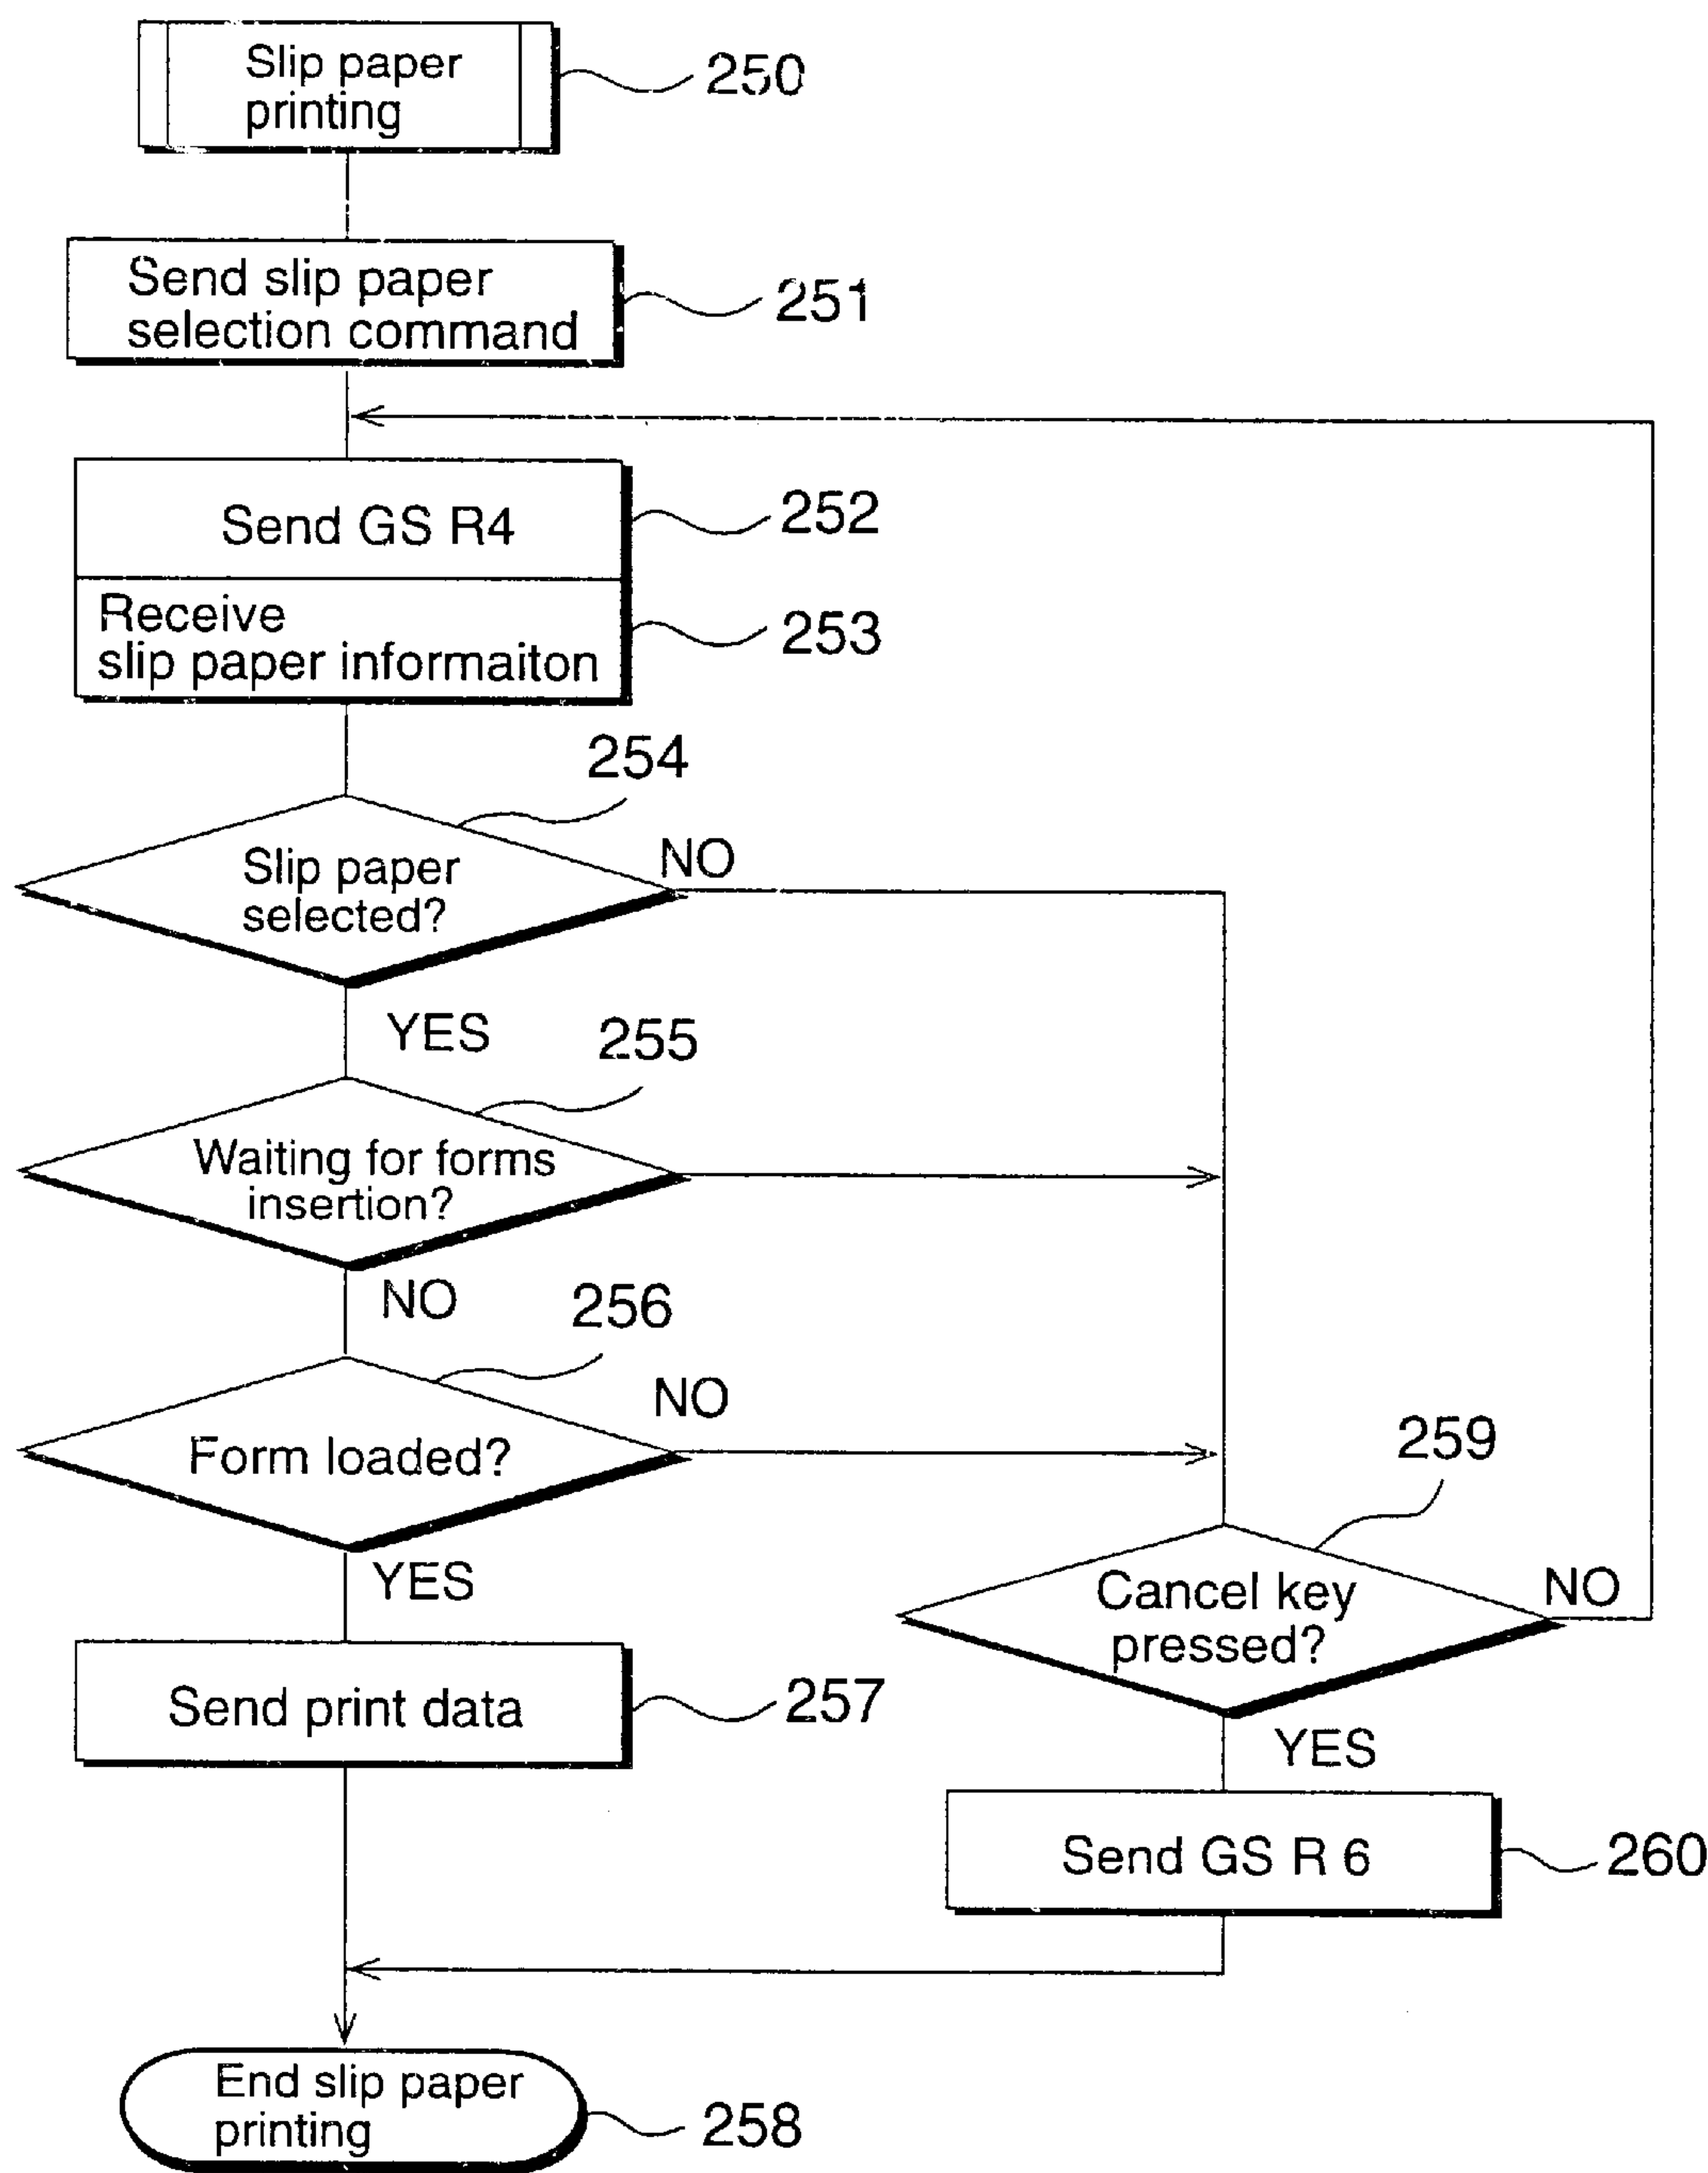 Slip paper
printing
250
Send slip paper
selection command
251
Send GS R4
252
Receive
slip paper informaiton
253
254
Slip paper
selected?
NO
YES
255
Waiting for forms
insertion?
NO
256
Form loaded?
NO
YES
259
Cancel key
pressed?
NO
YES
Send print data
257
Send GS R 6
260
End slip paper
printing
258